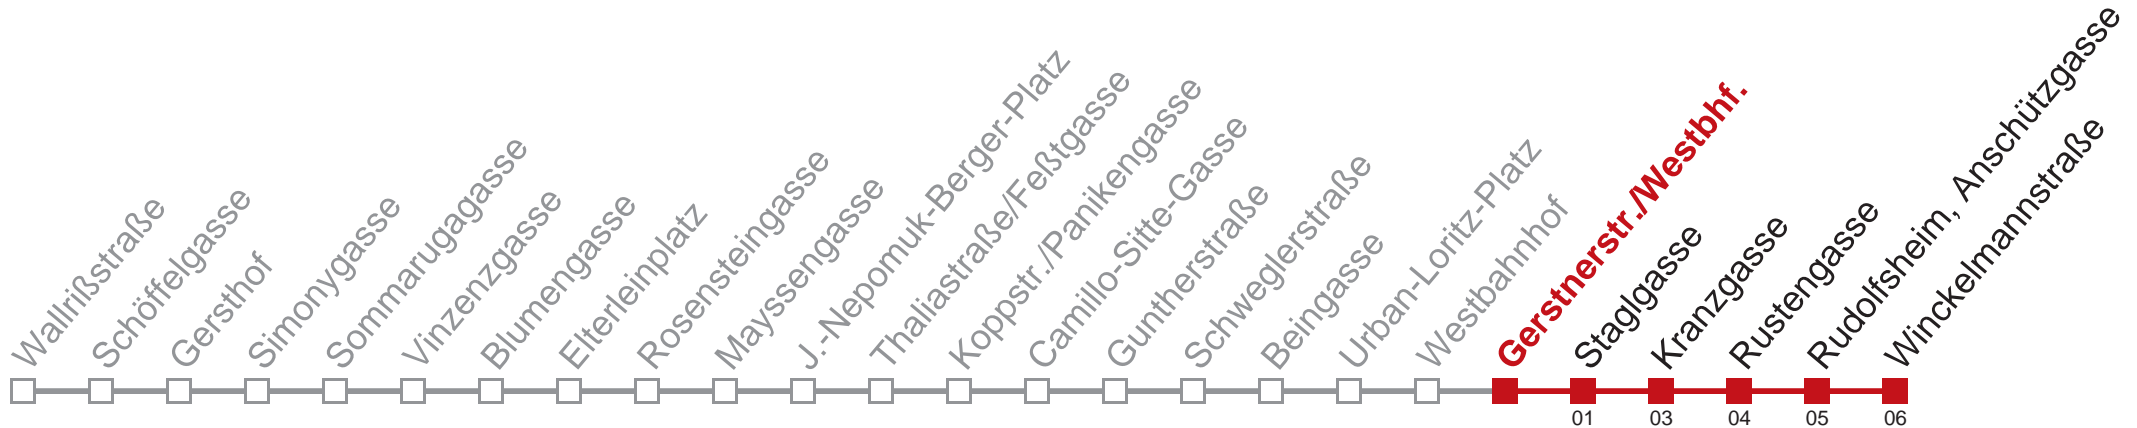 Wallrißstraße
Schöffelgasse
Gersthof
Simonygasse
Sommarugagasse
Vinzenzgasse
Blumengasse
Elterleinplatz
Rosensteingasse
Mayssengasse
J.-Nepomuk-Berger-Platz
Thaliastraße/Feßtgasse
Koppstr./Panikengasse
Camillo-Sitte-Gasse
Guntherstraße
Schweglerstraße
Beingasse
Urban-Loritz-Platz
Westbahnhof
Gerstnerstr./Westbhf.
Staglgasse
Kranzgasse
Rustengasse
Rudolfsheim, Anschützgasse
Winckelmannstraße
01
03
04
05
06